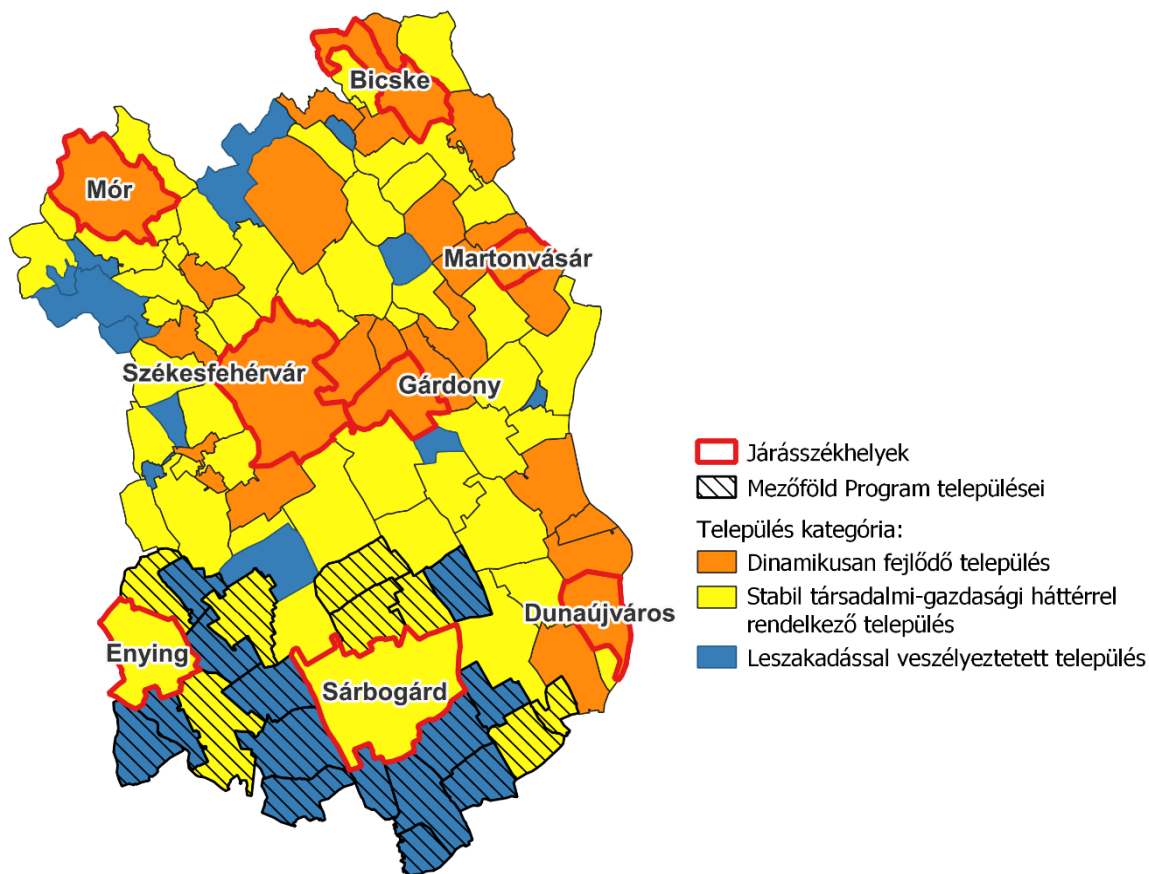 Bicske
Mór
Martonvásár
Székesfehérvár
Gárdony
Dunaújváros
Enying
Sárbogárd
Járásszékhelyek
Mezőföld Program települései
Település kategória:
Dinamikusan fejlődő település
Stabil társadalmi-gazdasági háttérrel
rendelkező település
Leszakadással veszélyeztetett település